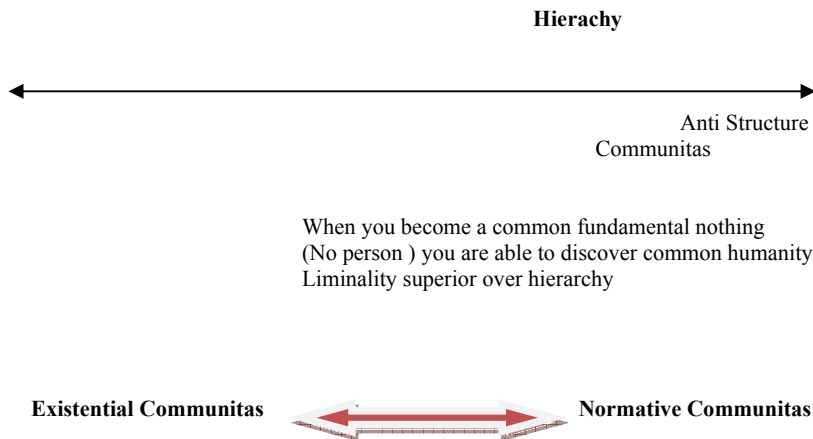 Hierachy
Anti Structure
Communitas
When you become a common fundamental nothing
(No person ) you are able to discover common humanity
Liminality superior over hierarchy
Existential Communitas
Normative Communitas